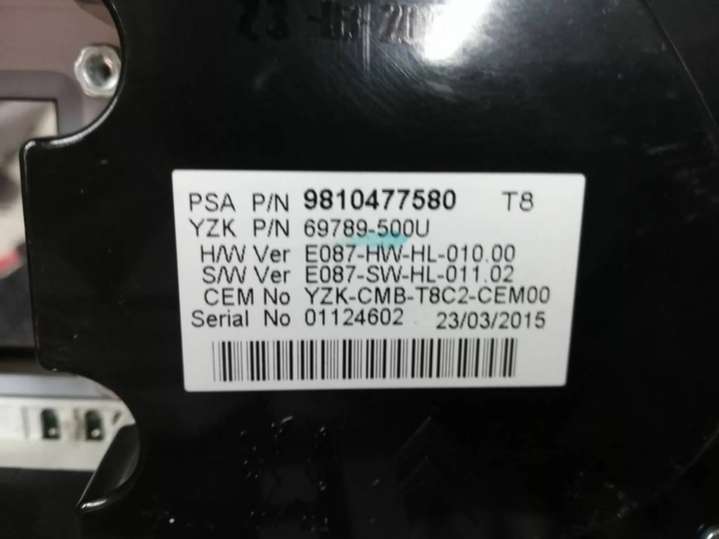 PSA P/N 9810477580 T8
YZK P/N 69789-500U
H/W Ver E087-HW-HL-010.00
S/W Ver E087-SW-HL-011.02
CEM No YZK-CMB-T8C2-CEM00
Serial No 01124602 23/03/2015